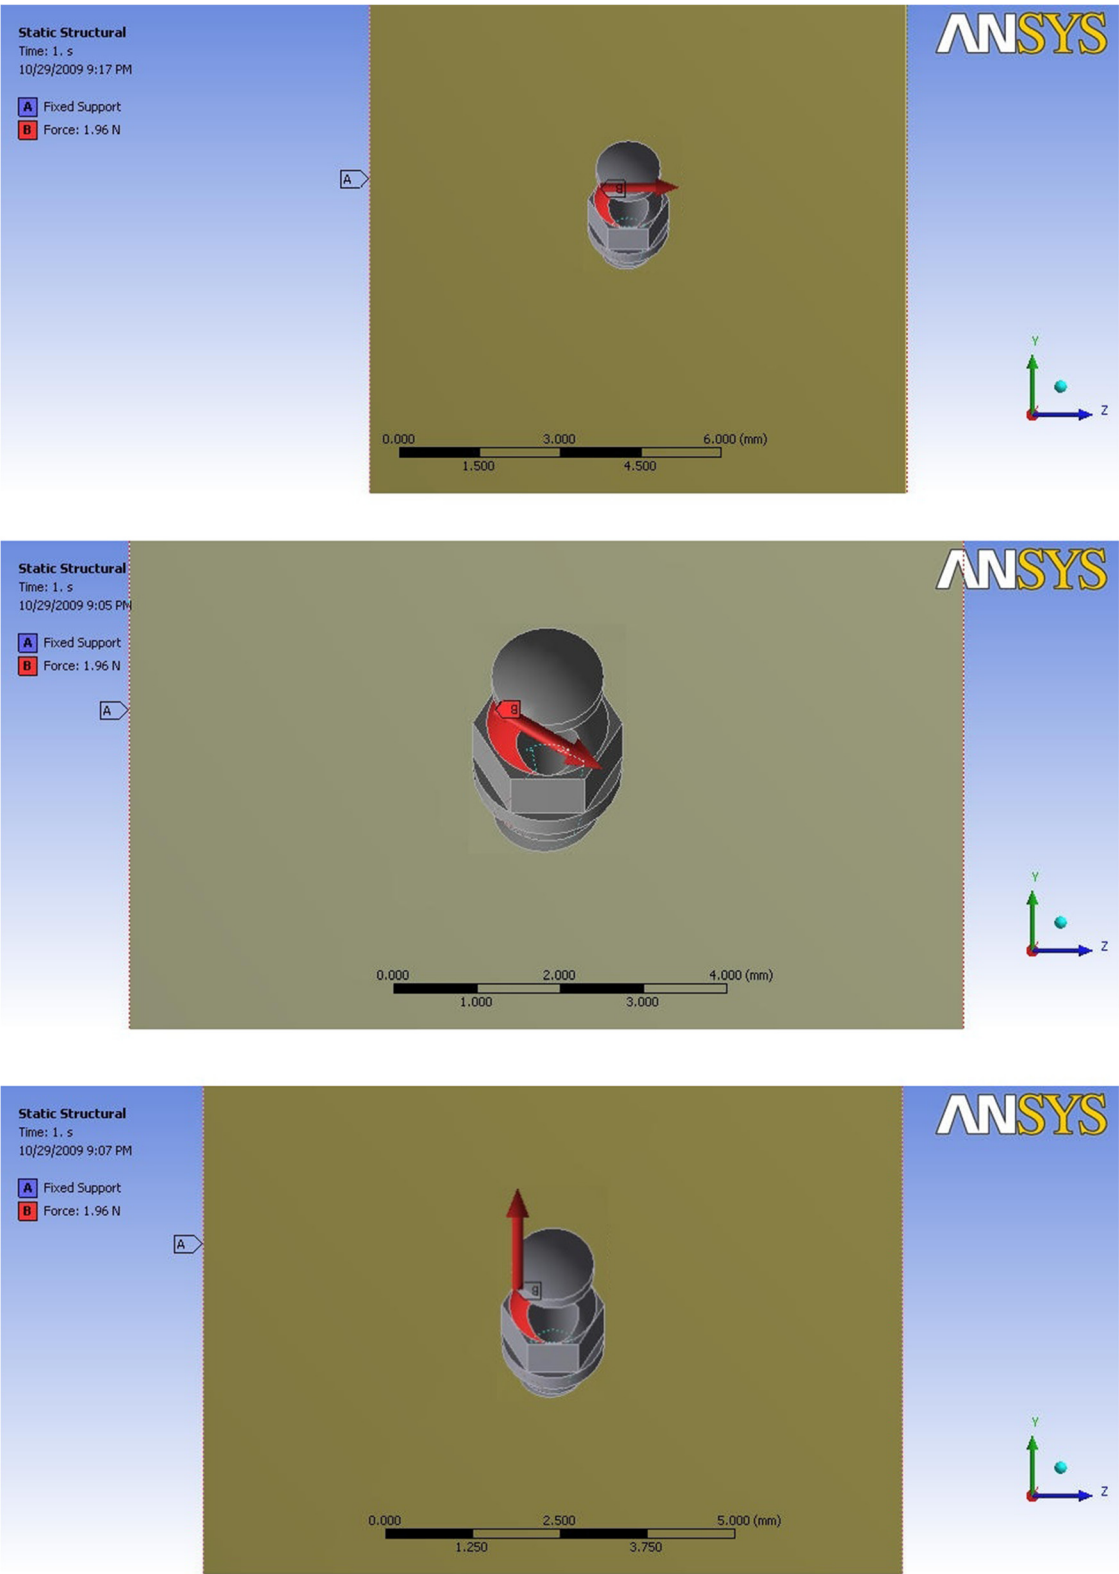 Static Structural
Time: 1. s
10/29/2009 9:17 PM
A Fixed Support
B Force: 1.96 N
ANSYS
A
B
Y
Z
0.000 3.000 6.000 (mm)
1.500 4.500
Static Structural
Time: 1. s
10/29/2009 9:05 PM
A Fixed Support
B Force: 1.96 N
ANSYS
A
B
Y
Z
0.000 2.000 4.000 (mm)
1.000 3.000
Static Structural
Time: 1. s
10/29/2009 9:07 PM
A Fixed Support
B Force: 1.96 N
ANSYS
A
B
Y
Z
0.000 2.500 5.000 (mm)
1.250 3.750